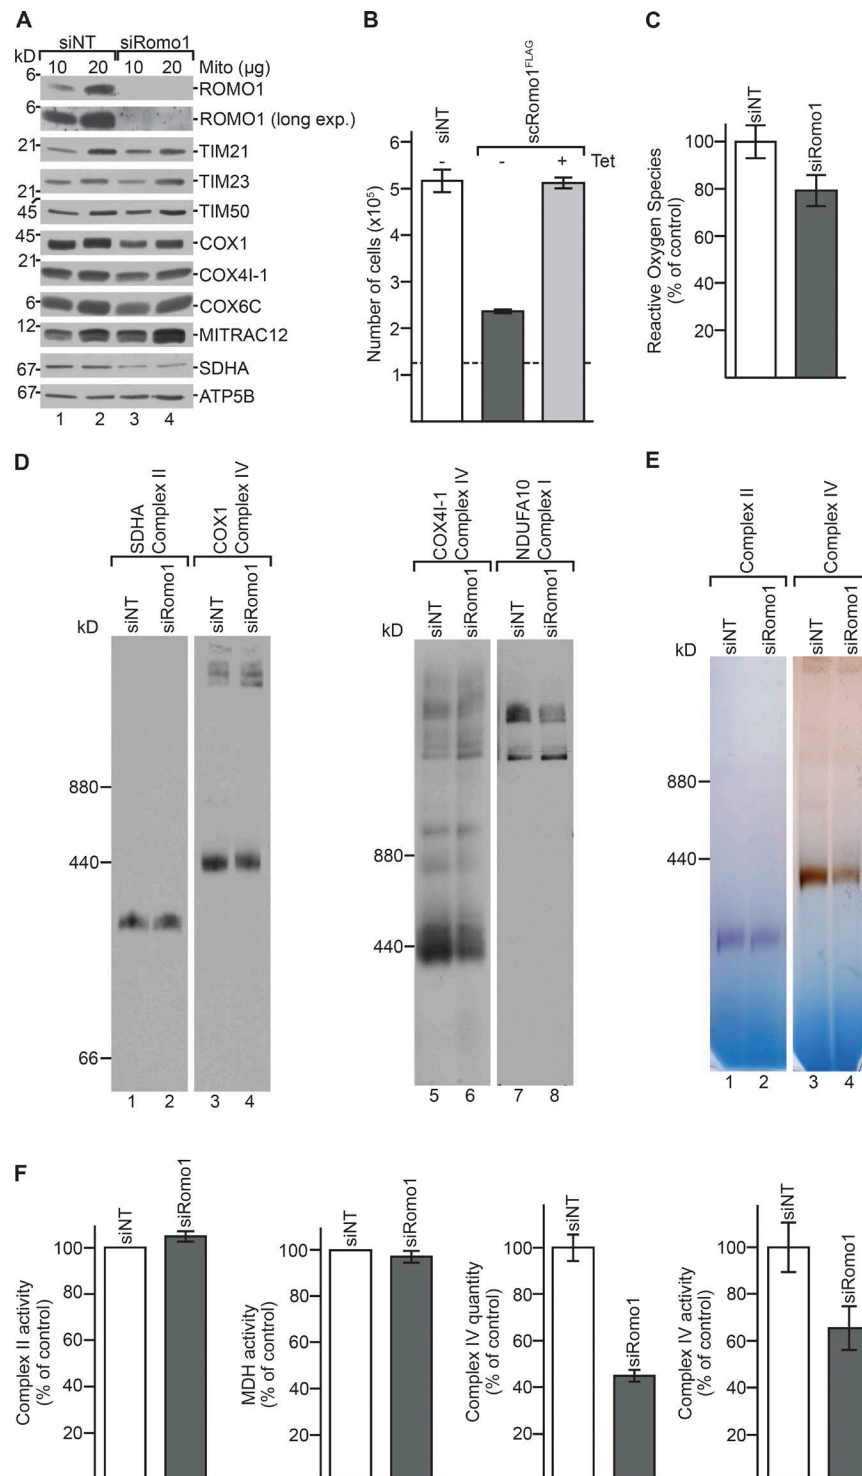 A
siNT siRomo1
kD 10 20 10 20 Mito (µg)
6 ROMO1
6 ROMO1 (long exp.)
21 TIM21
21 TIM23
45 TIM50
45 COX1
21 COX4I-1
6 COX6C
12 MITRAC12
67 SDHA
67 ATP5B
1 2 3 4
B
siNT
scRomo1FLAG
- - + Tet
Number of cells (x10⁵)
6
5
4
3
2
1
C
siNT
siRomo1
Reactive Oxygen Species
(% of control)
100
80
60
40
20
D
SDHA
Complex II
COX1
Complex IV
siNT siRomo1 siNT siRomo1
kD
880
440
66
1 2 3 4
COX4I-1
Complex IV
NDUFA10
Complex I
siNT siRomo1 siNT siRomo1
kD
880
440
5 6 7 8
E
Complex II
Complex IV
siNT siRomo1 siNT siRomo1
kD
880
440
1 2 3 4
F
siNT
siRomo1
Complex II activity
(% of control)
100
80
60
40
20
siNT
siRomo1
MDH activity
(% of control)
100
80
60
40
20
siNT
siRomo1
Complex IV quantity
(% of control)
100
80
60
40
20
siNT
siRomo1
Complex IV activity
(% of control)
100
80
60
40
20